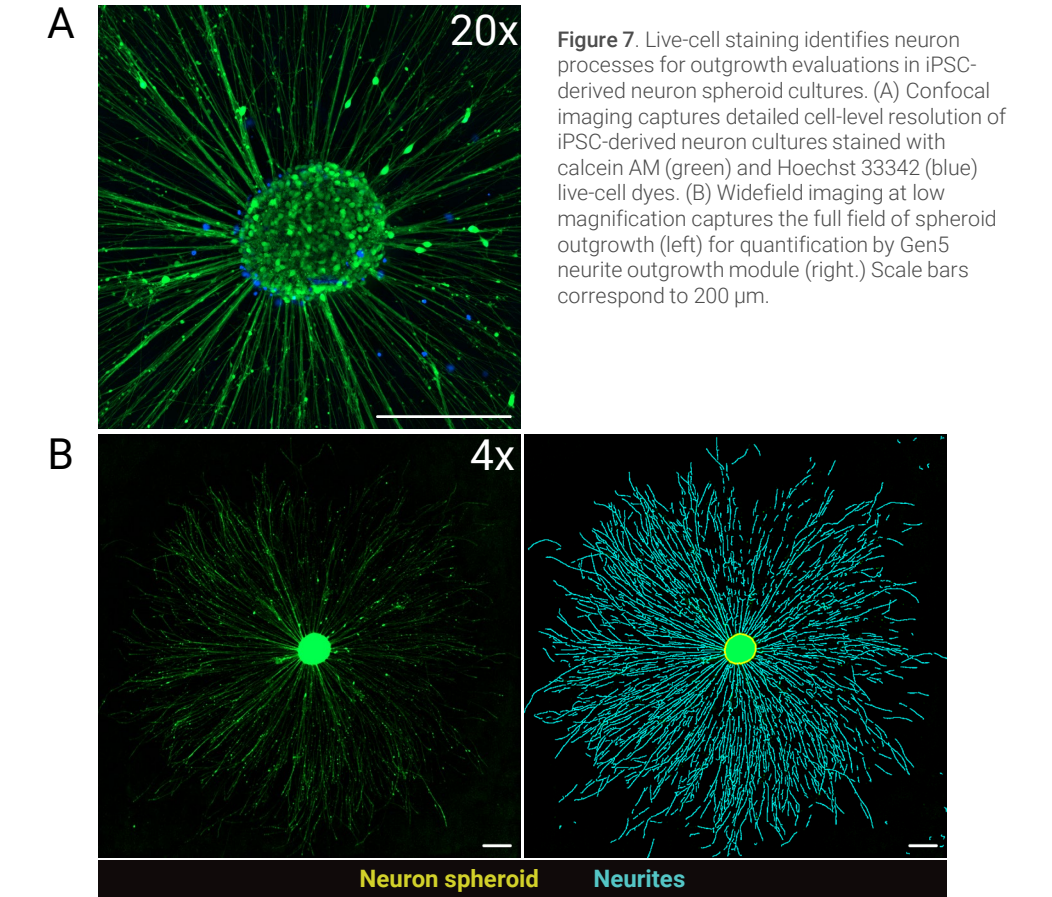 A
20x
Figure 7. Live-cell staining identifies neuron
processes for outgrowth evaluations in iPSC-
derived neuron spheroid cultures. (A) Confocal
imaging captures detailed cell-level resolution of
iPSC-derived neuron cultures stained with
calcein AM (green) and Hoechst 33342 (blue)
live-cell dyes. (B) Widefield imaging at low
magnification captures the full field of spheroid
outgrowth (left) for quantification by Gen5
neurite outgrowth module (right.) Scale bars
correspond to 200 µm.
B
4x
Neuron spheroid Neurites